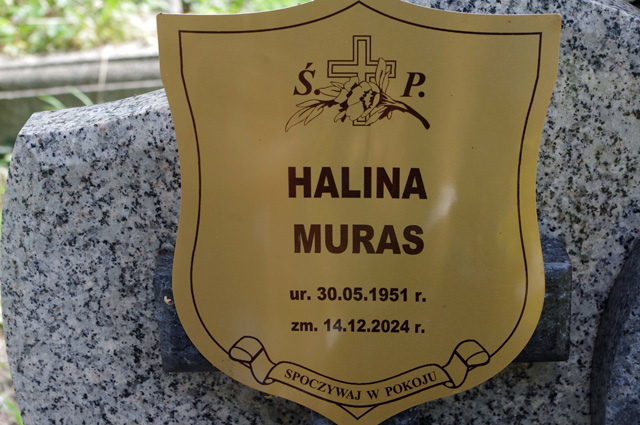 Ś. P.
HALINA
MURAS
ur. 30.05.1951 r.
zm. 14.12.2024 r.
SPOCZYWAJ W POKOJU